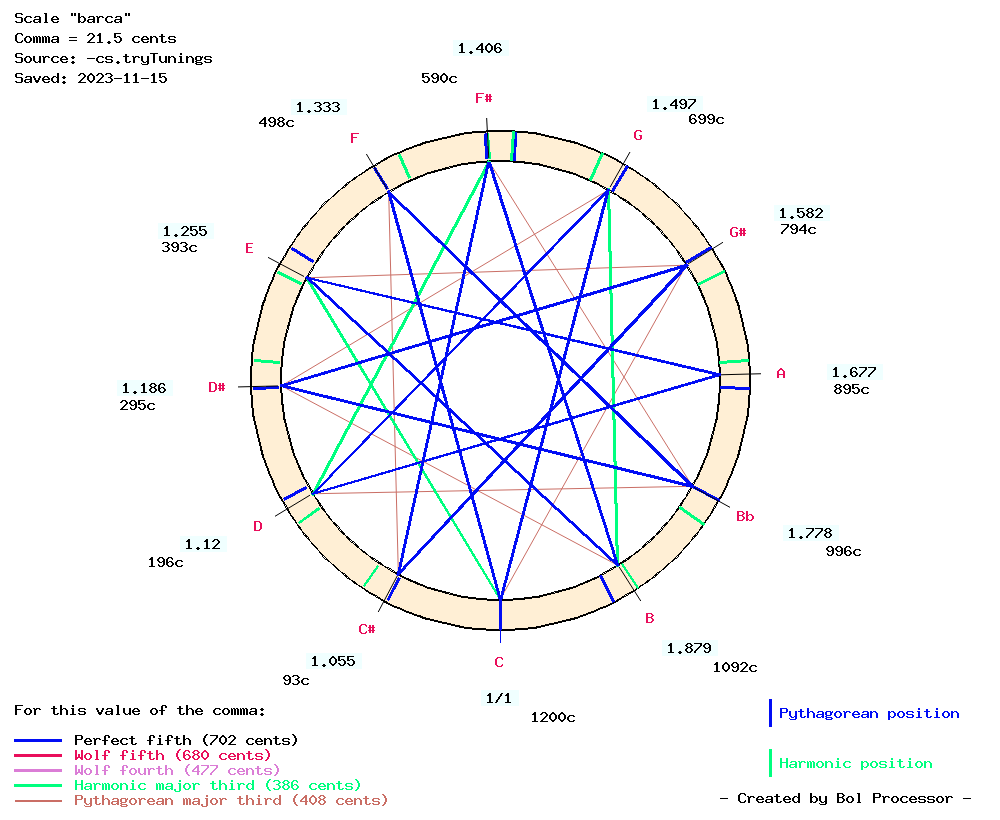 Scale "barca"
Comma = 21.5 cents
Source: -cs.tryTunings
Saved: 2023-11-15
1.406
590c
F#
1.333
498c
F
1.497
699c
G
1.255
393c
E
1.582
794c
G#
1.186
295c
D#
A
1.677
895c
1.12
196c
D
Bb
1.778
996c
1.055
93c
C#
C
1/1
1200c
B
1.879
1092c
For this value of the comma:
Perfect fifth (702 cents)
Wolf fifth (680 cents)
Wolf fourth (477 cents)
Harmonic major third (386 cents)
Pythagorean major third (408 cents)
Pythagorean position
Harmonic position
- Created by Bol Processor -